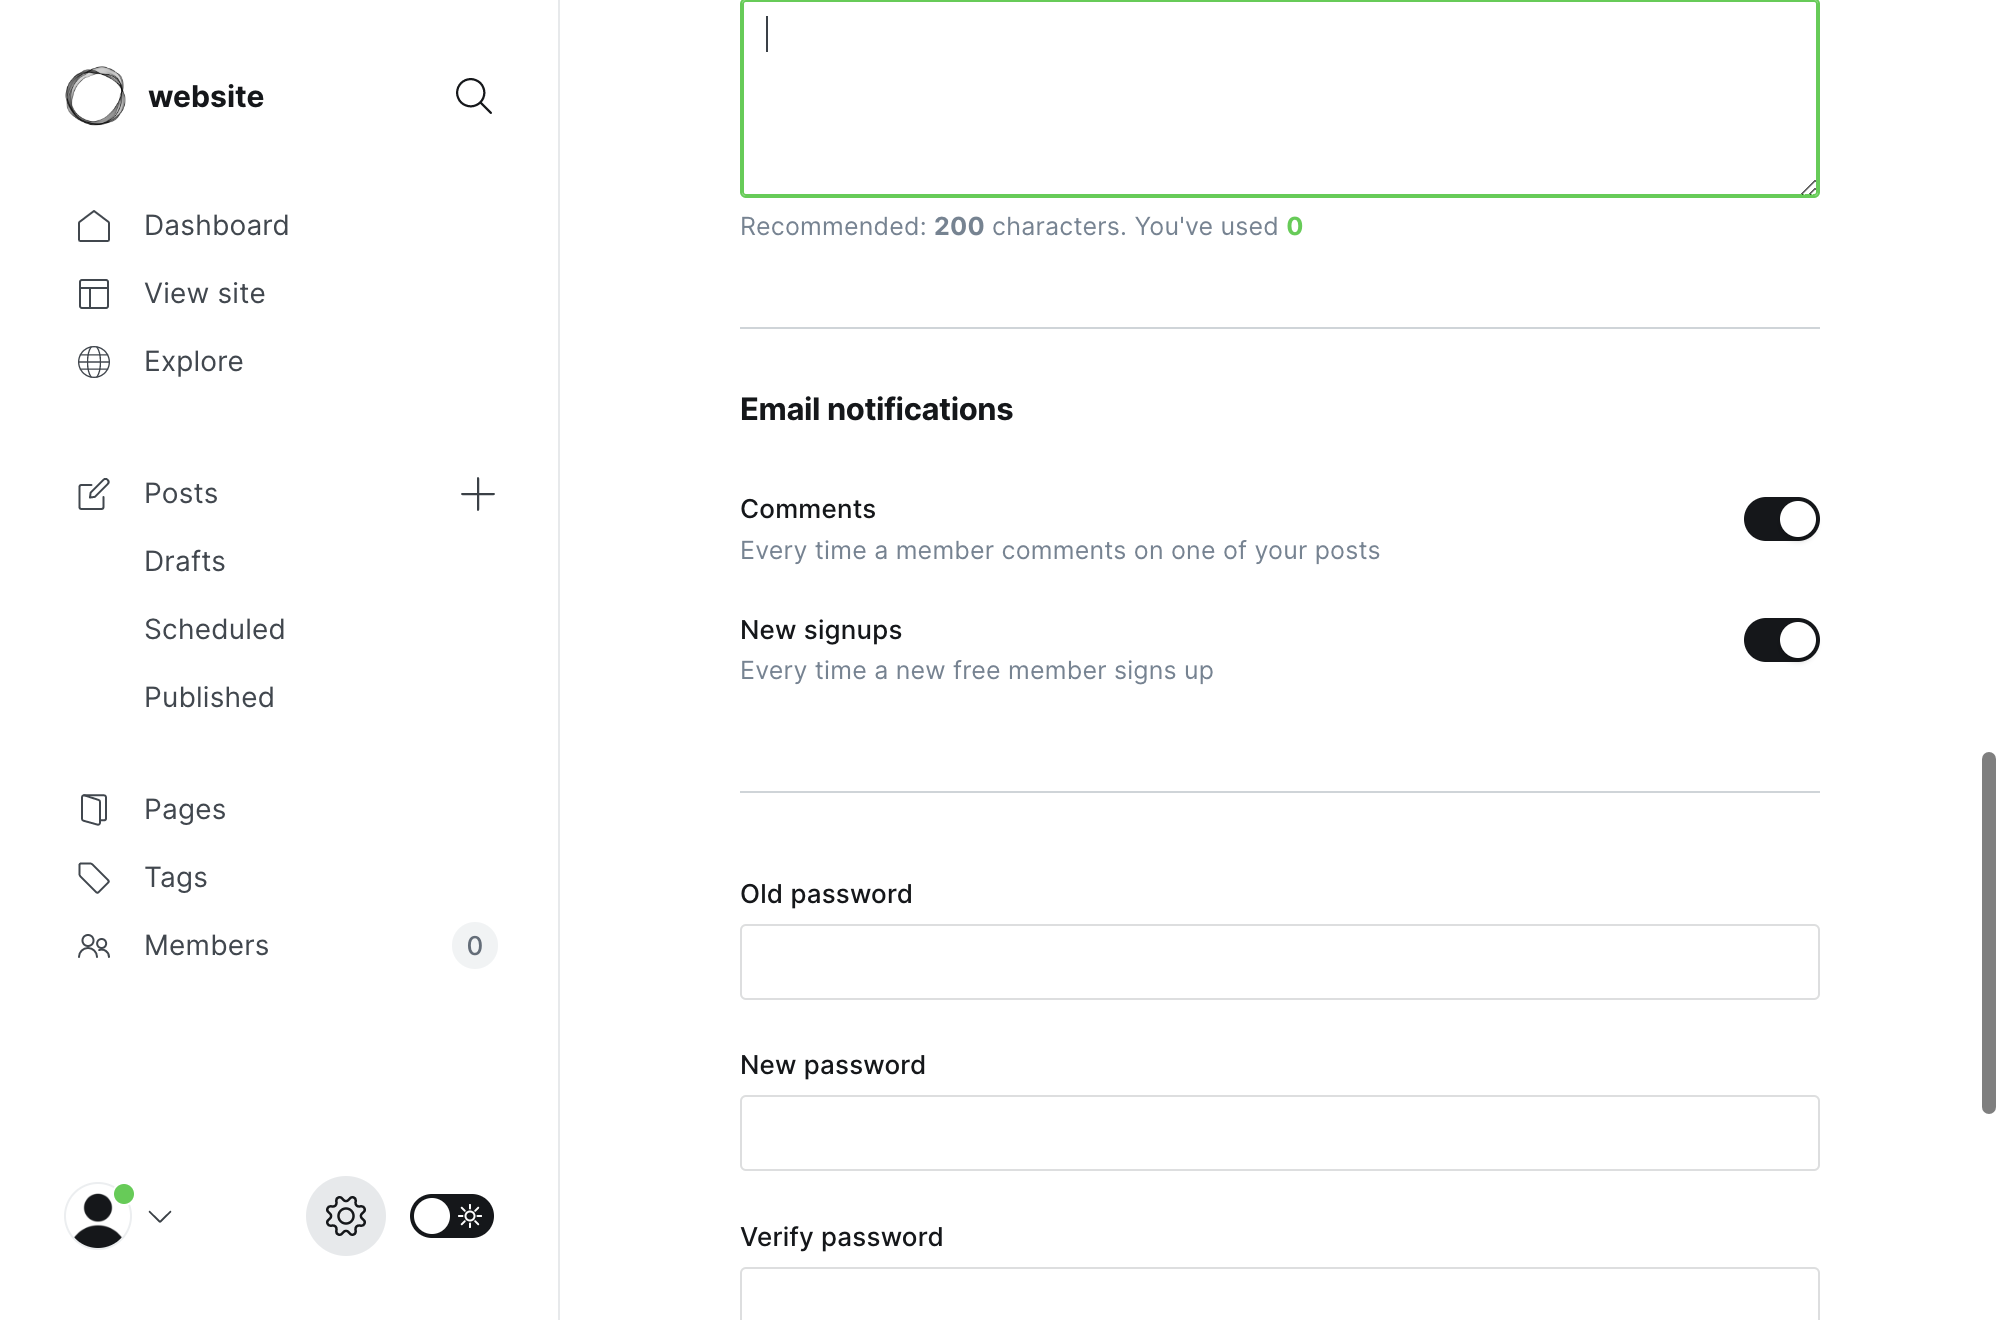 website
Dashboard
View site
Explore
Posts
Drafts
Scheduled
Published
Pages
Tags
Members
0
Recommended: 200 characters. You've used 0
Email notifications
Comments
Every time a member comments on one of your posts
New signups
Every time a new free member signs up
Old password
New password
Verify password